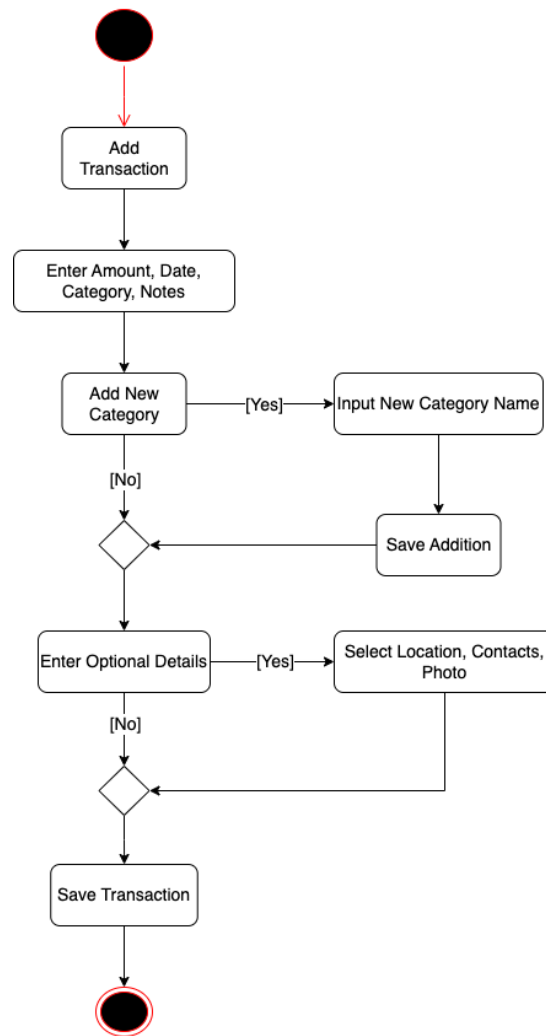 Add
Transaction
Enter Amount, Date,
Category, Notes
Add New
Category
[Yes]
Input New Category Name
[No]
Save Addition
Enter Optional Details
[Yes]
Select Location, Contacts,
Photo
[No]
Save Transaction